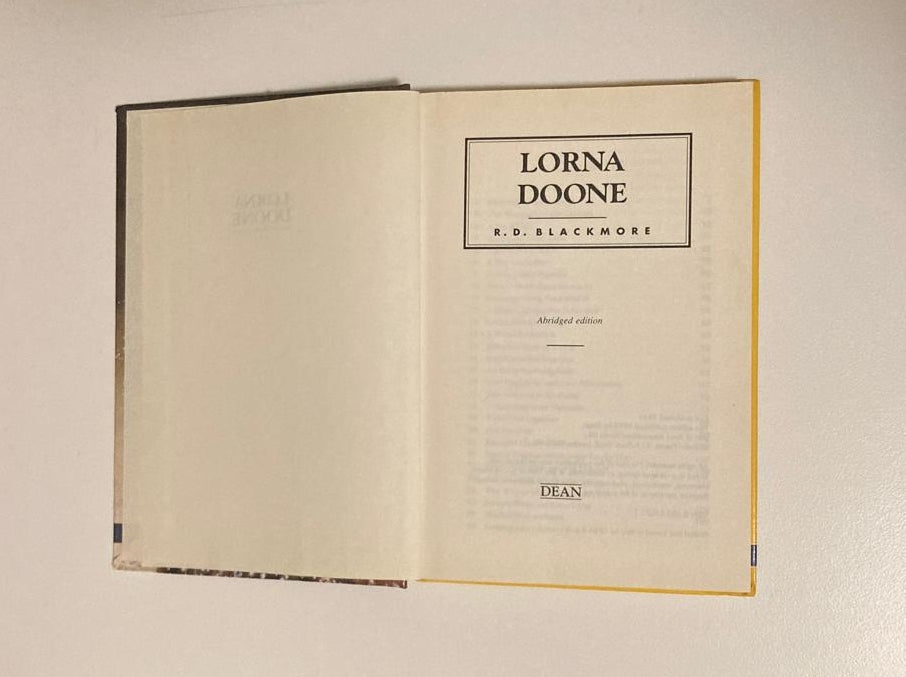 LORNA
DOONE
R.D. BLACKMORE
Abridged edition
DEAN